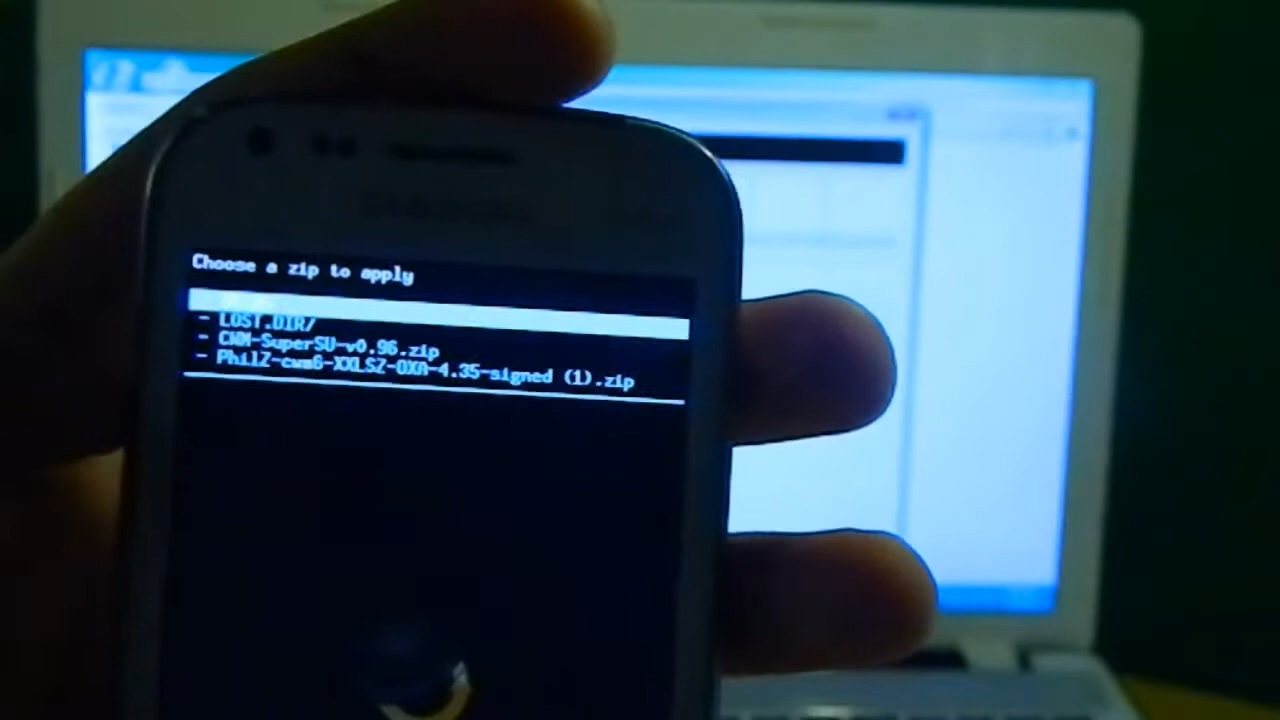 Choose a zip to apply
- LOST.DIR/
- CWM-SuperSU-v0.96.zip
- PhilZ-cwm6-XXLSZ-OXA-4.35-signed (1).zip
SAMSUNG